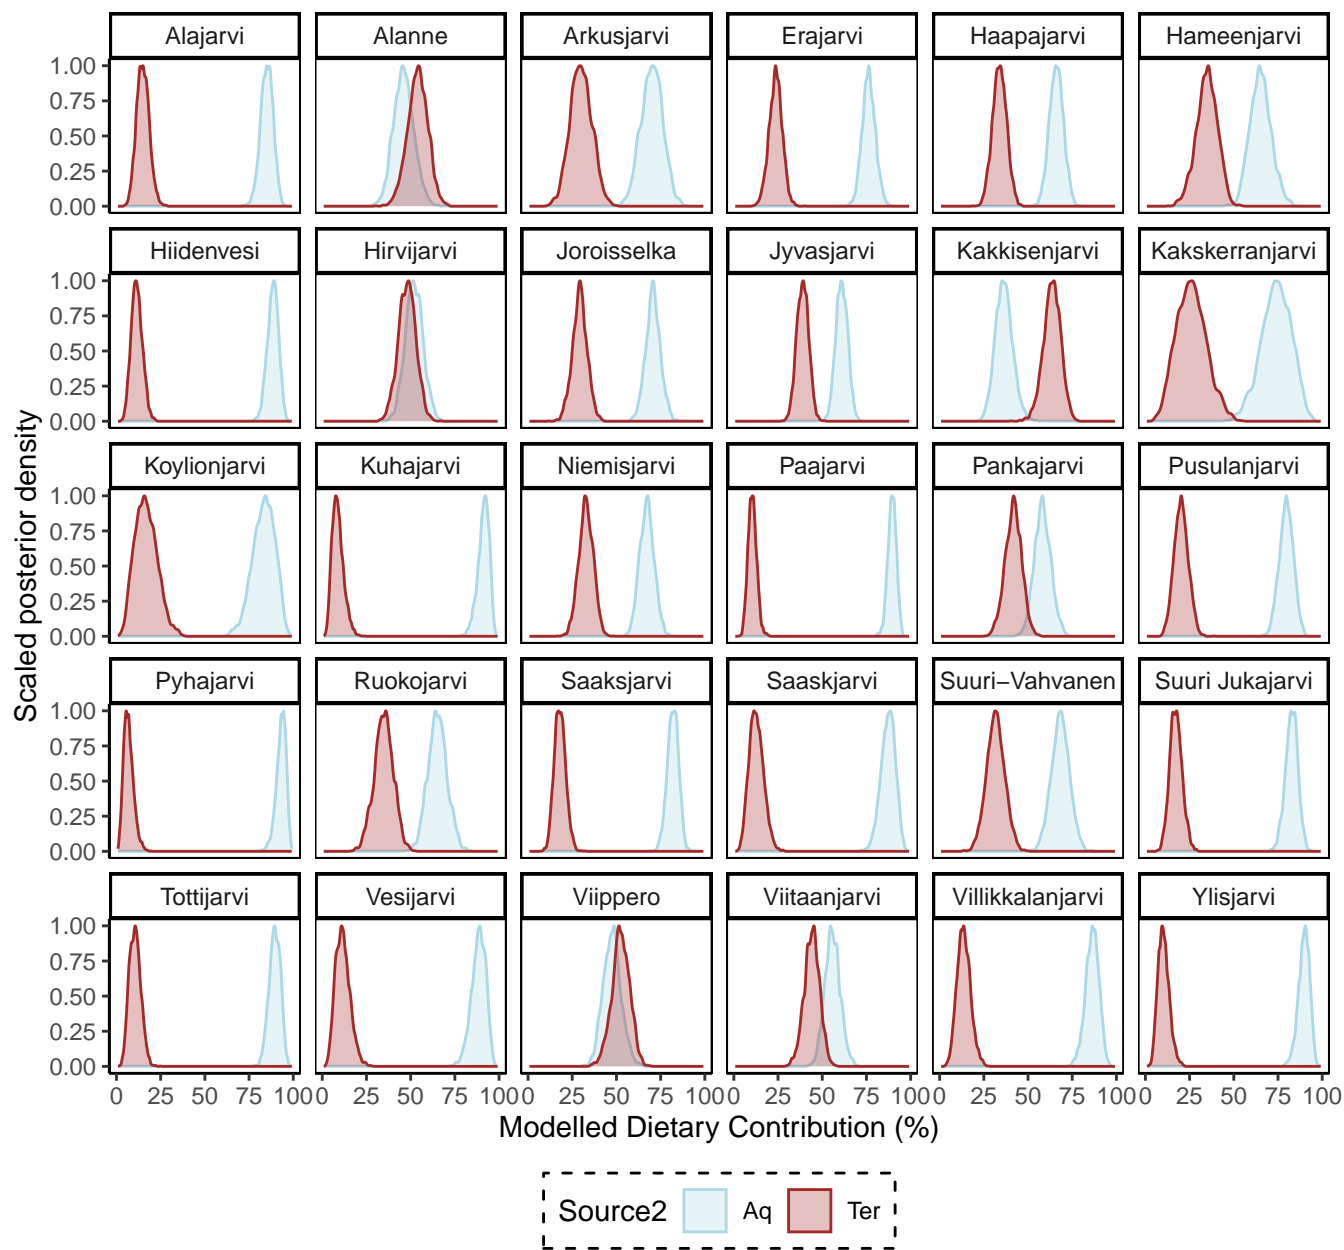 Alajarvi Alanne Arkusjarvi Erajarvi Haapajarvi Hameenjarvi
1.00
0.75
0.50
0.25
0.00
Hiidenvesi Hirvijarvi Joroisselka Jyvasjarvi Kakkisenjarvi Kakskerranjarvi
1.00
0.75
0.50
0.25
0.00
Koylionjarvi Kuhajarvi Niemisjarvi Paajarvi Pankajarvi Pusulanjarvi
1.00
0.75
0.50
0.25
0.00
Pyhajarvi Ruokojarvi Saaksjarvi Saaskjarvi Suuri−Vahvanen Suuri Jukajarvi
1.00
0.75
0.50
0.25
0.00
Tottijarvi Vesijarvi Viippero Viitaanjarvi Villikkalanjarvi Ylisjarvi
1.00
0.75
0.50
0.25
0.00
0 25 50 75 100 0 25 50 75 100 0 25 50 75 100 0 25 50 75 100 0 25 50 75 100 0 25 50 75 100
Scaled posterior density
Modelled Dietary Contribution (%)
Source2 Aq Ter